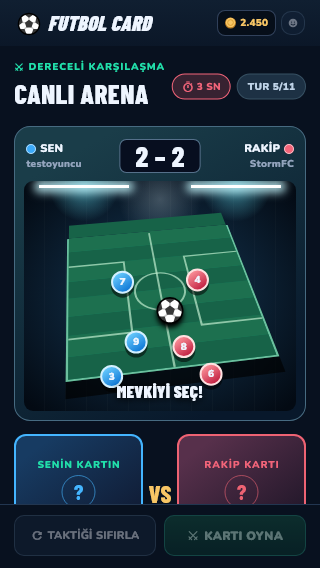 FUTBOL CARD
2.450
DERECELİ KARŞILAŞMA
CANLI ARENA
3 SN
TUR 5/11
SEN
testoyuncu
2 – 2
RAKİP
StormFC
7
4
9
8
3
6
MEVKİYİ SEÇ!
SENİN KARTIN
?
VS
RAKİP KARTI
?
TAKTİĞİ SIFIRLA
KARTI OYNA